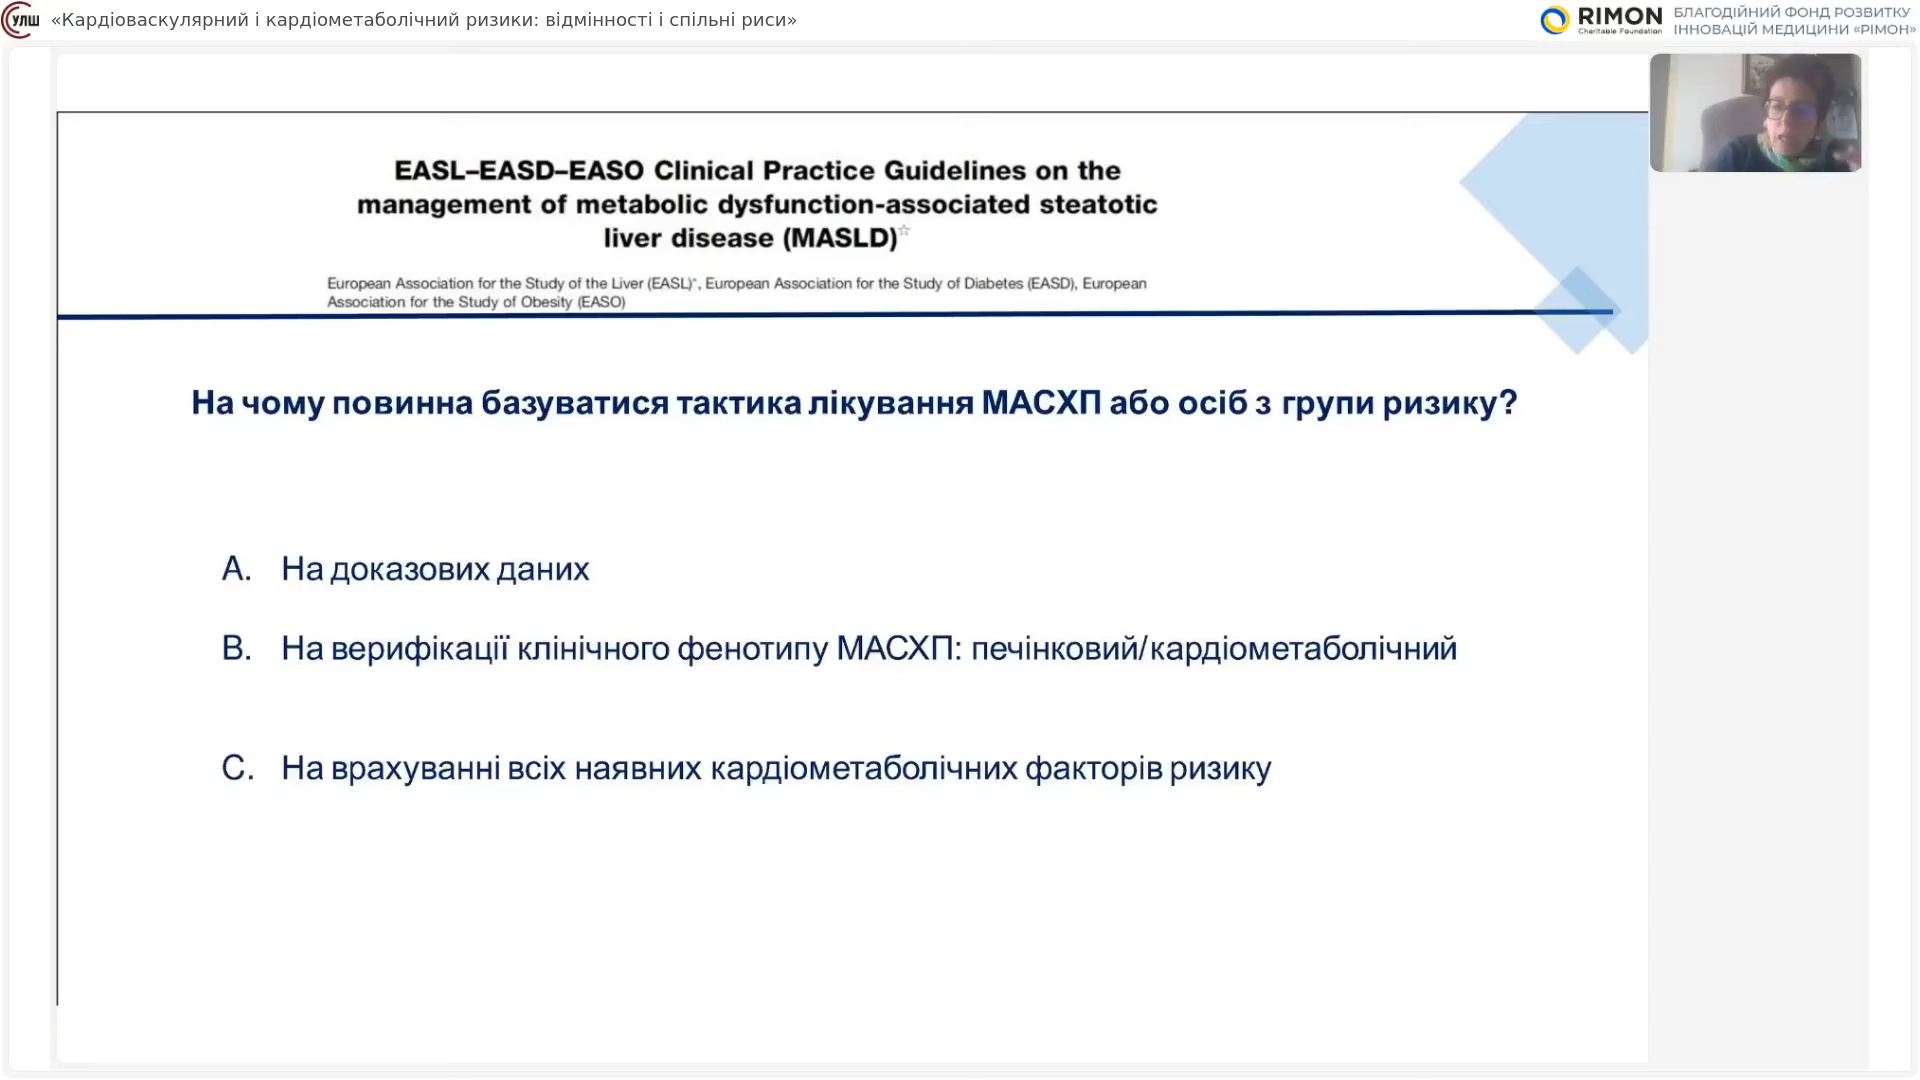 УЛШ «Кардіоваскулярний і кардіометаболічний ризики: відмінності і спільні риси»
RIMON
Charitable Foundation
БЛАГОДІЙНИЙ ФОНД РОЗВИТКУ
ІННОВАЦІЙ МЕДИЦИНИ «РІМОН»
EASL–EASD–EASO Clinical Practice Guidelines on the
management of metabolic dysfunction-associated steatotic
liver disease (MASLD)☆
European Association for the Study of the Liver (EASL)*, European Association for the Study of Diabetes (EASD), European
Association for the Study of Obesity (EASO)
На чому повинна базуватися тактика лікування МАСХП або осіб з групи ризику?
A. На доказових даних
B. На верифікації клінічного фенотипу МАСХП: печінковий/кардіометаболічний
C. На врахуванні всіх наявних кардіометаболічних факторів ризику